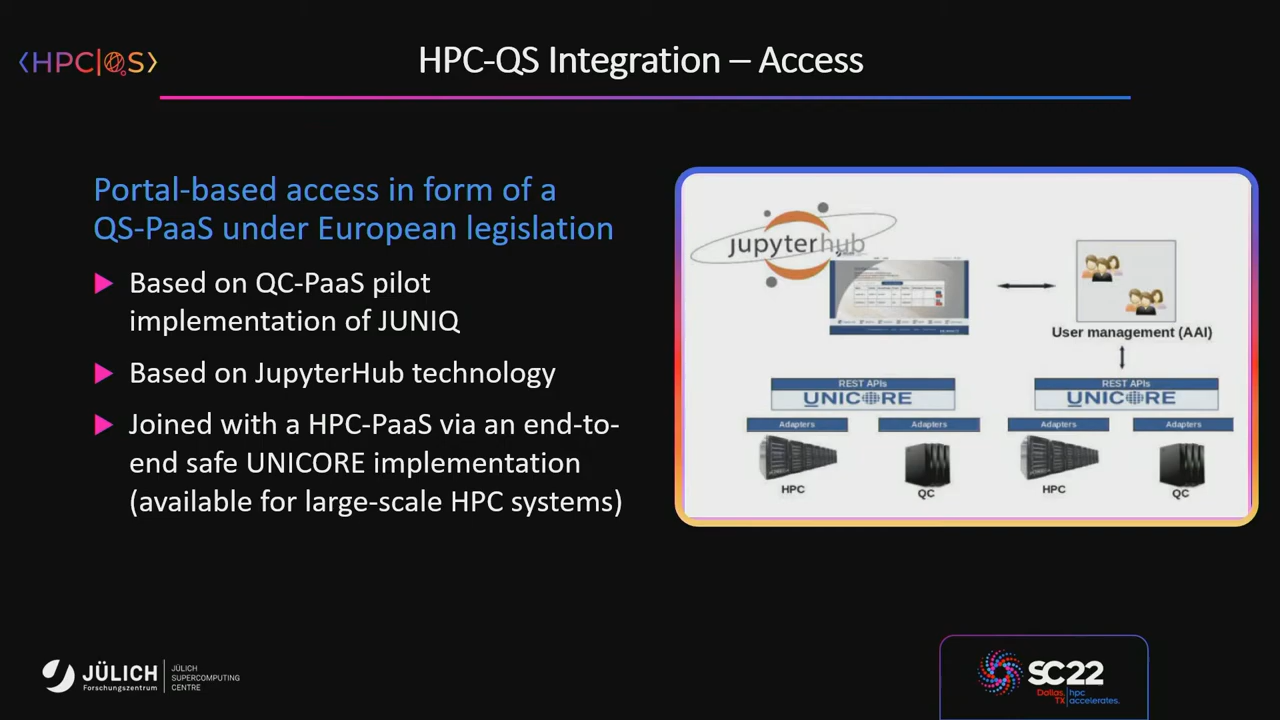 ⟨HPC|QS⟩
HPC-QS Integration – Access
Portal-based access in form of a
QS-PaaS under European legislation
Based on QC-PaaS pilot
implementation of JUNIQ
Based on JupyterHub technology
Joined with a HPC-PaaS via an end-to-
end safe UNICORE implementation
(available for large-scale HPC systems)
jupyterhub
User management (AAI)
REST APIs
UNICORE
Adapters
Adapters
HPC
QC
REST APIs
UNICORE
Adapters
Adapters
HPC
QC
JÜLICH
Forschungszentrum
JÜLICH
SUPERCOMPUTING
CENTRE
SC22
Dallas,
TX
hpc
accelerates.